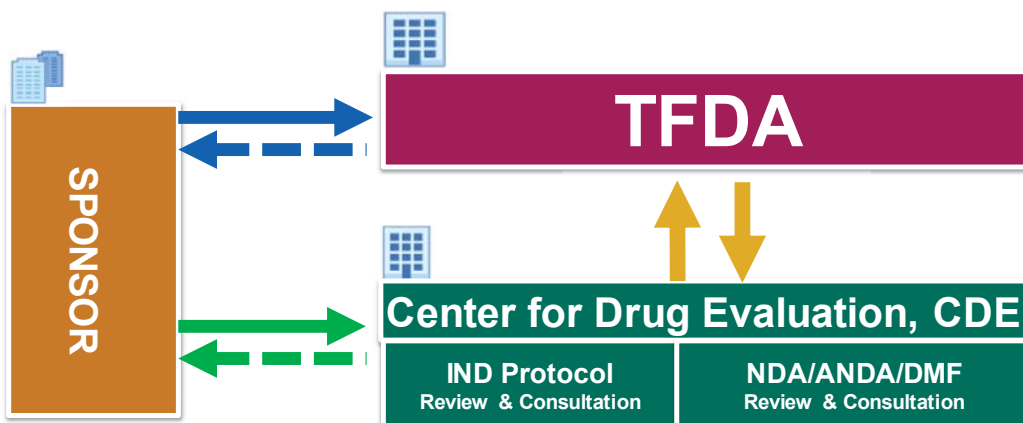 TFDA
SPONSOR
Center for Drug Evaluation, CDE
IND Protocol
Review & Consultation
NDA/ANDA/DMF
Review & Consultation